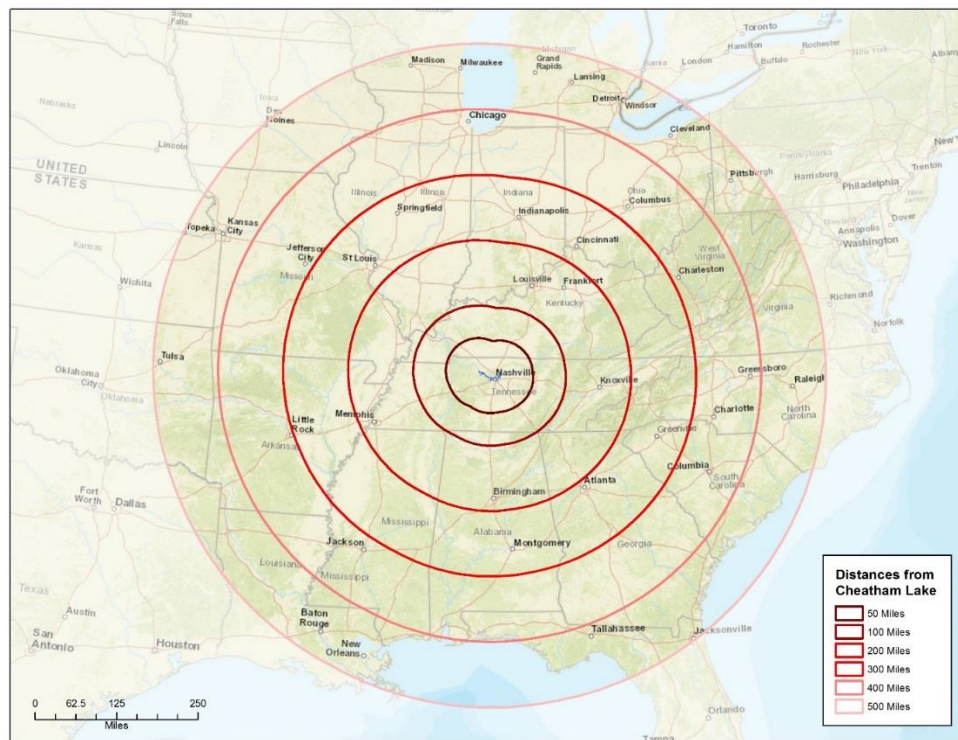 Sioux
Falls
Toronto
Michigan
Madison
Milwaukee
Grand
Rapids
Sarnia
London
Hamilton
Buffalo
Rochester
New York
Albany
Lansing
Detroit
Windsor
Nebraska
Iowa
Des
Moines
Chicago
Cleveland
Lincoln
UNITED
STATES
Pennsylvania
New York
Pittsburgh
Harrisburg
Trenton
Philadelphia
New Jersey
Illinois
Illinois
Indiana
Ohio
Columbus
Springfield
Indianapolis
Maryland
Dover
Annapolis
Washington
Topeka
Kansas
City
Kansas
Jefferson
City
Missouri
St Louis
Cincinnati
West
Virginia
Charleston
Louisville
Frankfort
Kentucky
Wichita
Virginia
Richmond
Norfolk
Tulsa
Nashville
Tennessee
Knoxville
Greensboro
Raleigh
North
Carolina
Oklahoma
City
Oklahoma
Memphis
Charlotte
Little
Rock
Arkansas
Greenville
Columbia
South
Carolina
Fort
Worth
Dallas
Birmingham
Atlanta
Mississippi
Alabama
Jackson
Montgomery
Georgia
Louisiana
Mississippi
Texas
Austin
Baton
Rouge
Tallahassee
Jacksonville
San
Antonio
Houston
New
Orleans
Orlando
Tampa
0 62.5 125 250
Miles
Distances from
Cheatham Lake
50 Miles
100 Miles
200 Miles
300 Miles
400 Miles
500 Miles